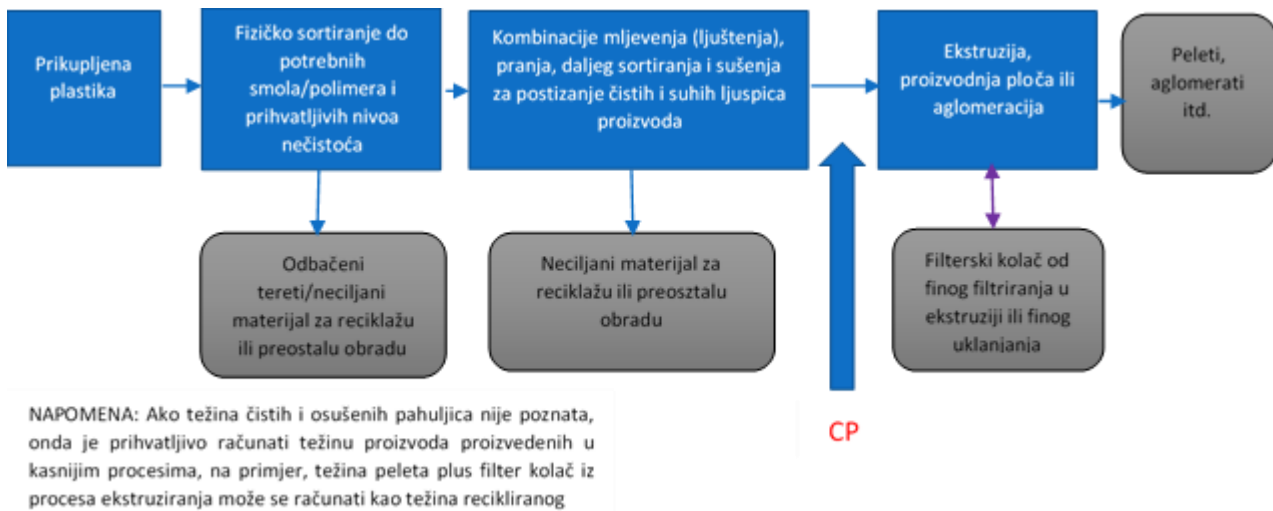 Prikupljena
plastika
Fizičko sortiranje do
potrebnih
smola/polimera i
prihvatljivih nivoa
nečistoća
Kombinacije mljevenja (ljuštenja),
pranja, daljeg sortiranja i sušenja
za postizanje čistih i suhih ljuspica
proizvoda
Ekstruzija,
proizvodnja ploča ili
aglomeracija
Peleti,
aglomerati
itd.
Odbačeni
tereti/neciljani
materijal za reciklažu
ili preostalu obradu
Neciljani materijal za
reciklažu ili preosztalu
obradu
Filterski kolač od
finog filtriranja u
ekstruziji ili finog
uklanjanja
CP
NAPOMENA: Ako težina čistih i osušenih pahuljica nije poznata,
onda je prihvatljivo računati težinu proizvoda proizvedenih u
kasnijim procesima, na primjer, težina peleta plus filter kolač iz
procesa ekstruziranja može se računati kao težina recikliranog